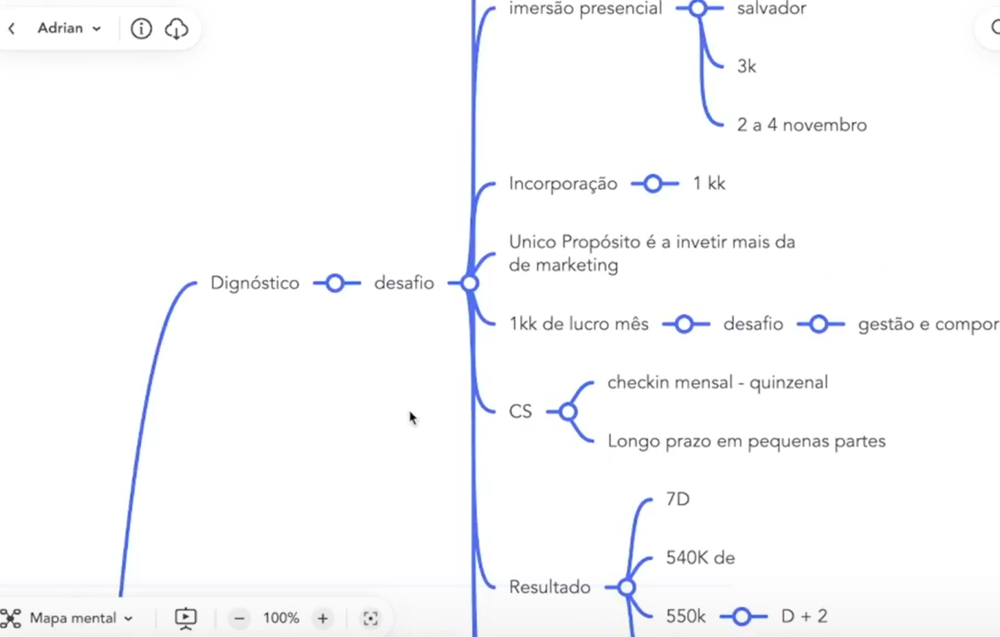 Adrian
imersão presencial
salvador
3k
2 a 4 novembro
Incorporação
1 kk
Unico Propósito é a invetir mais da
de marketing
Dignóstico
desafio
1kk de lucro mês
desafio
gestão e compor
CS
checkin mensal - quinzenal
Longo prazo em pequenas partes
Resultado
7D
540K de
550k
D + 2
Mapa mental
100%